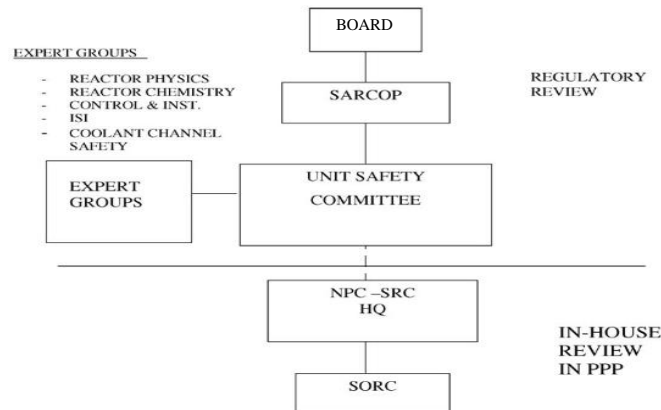 BOARD
EXPERT GROUPS
- REACTOR PHYSICS
- REACTOR CHEMISTRY
- CONTROL & INST.
- ISI
- COOLANT CHANNEL
SAFETY
SARCOP
REGULATORY
REVIEW
EXPERT
GROUPS
UNIT SAFETY
COMMITTEE
NPC –SRC
HQ
IN-HOUSE
REVIEW
IN PPP
SORC